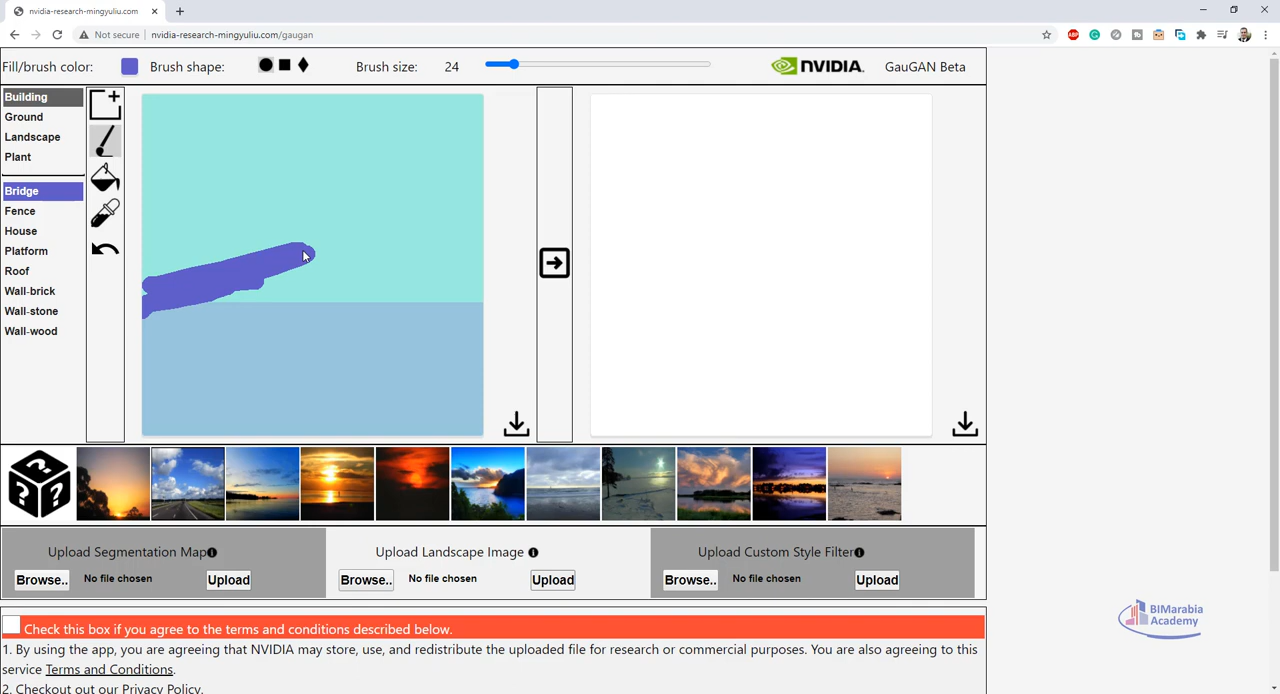 nvidia-research-mingyuliu.com/
Not secure nvidia-research-mingyuliu.com/gaugan
ABP
Fill/brush color: Brush shape: Brush size: 24 NVIDIA. GauGAN Beta
Building
Ground
Landscape
Plant
Bridge
Fence
House
Platform
Roof
Wall-brick
Wall-stone
Wall-wood
Upload Segmentation Map Upload Landscape Image Upload Custom Style Filter
Browse.. No file chosen Upload Browse.. No file chosen Upload Browse.. No file chosen Upload
BIMarabia
Academy
Check this box if you agree to the terms and conditions described below.
1. By using the app, you are agreeing that NVIDIA may store, use, and redistribute the uploaded file for research or commercial purposes. You are also agreeing to this
service Terms and Conditions.
2. Checkout out our Privacy Policy.